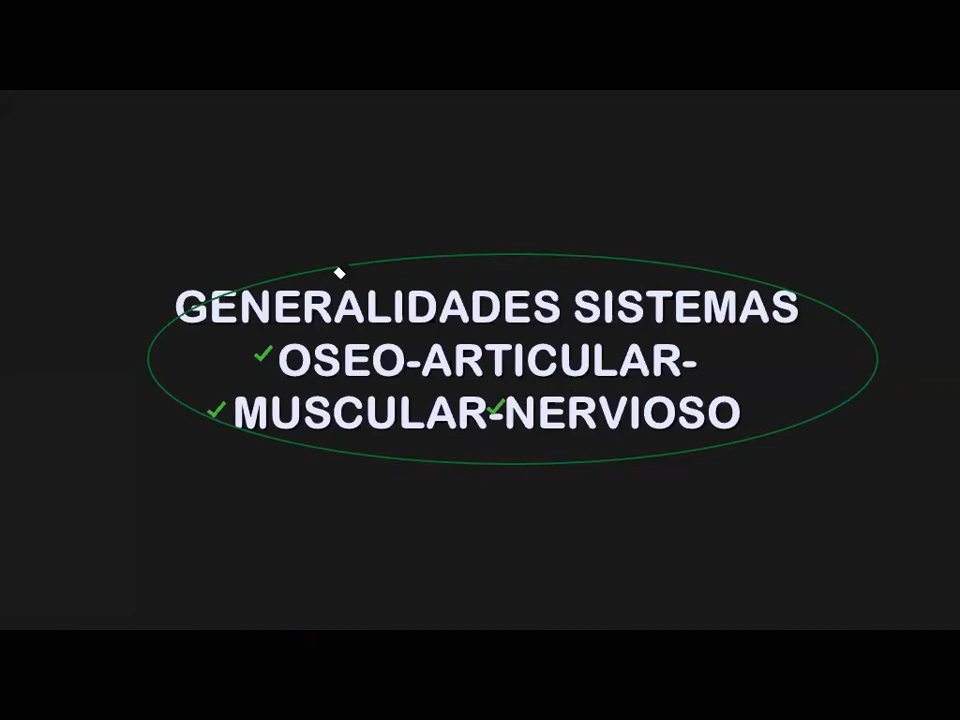 GENERALIDADES SISTEMAS
OSEO-ARTICULAR-
MUSCULAR-NERVIOSO